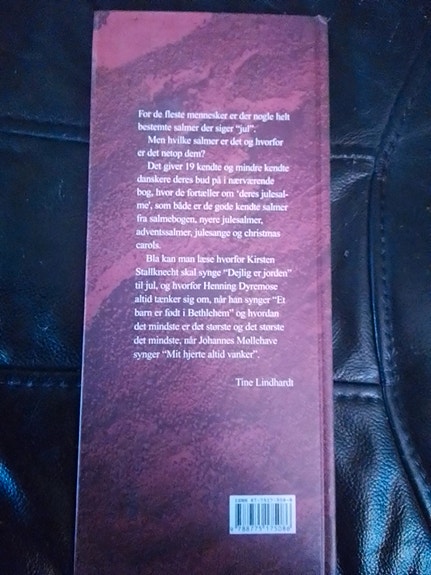 For de fleste mennesker er der nogle helt
bestemte salmer der siger "jul".
Men hvilke salmer er det og hvorfor
er det netop dem?
Det giver 19 kendte og mindre kendte
danskere deres bud på i nærværende
bog, hvor de fortæller om 'deres julesal-
me', som både er de gode kendte salmer
fra salmebogen, nyere julesalmer,
adventssalmer, julesange og christmas
carols.
Bla kan man læse hvorfor Kirsten
Stallknecht skal synge "Dejlig er jorden"
til jul, og hvorfor Henning Dyremose
altid tænker sig om, når han synger "Et
barn er født i Bethlehem" og hvordan
det mindste er det største og det største
det mindste, når Johannes Møllehave
synger "Mit hjerte altid vanker".
Tine Lindhardt
ISBN
9 788775 175086